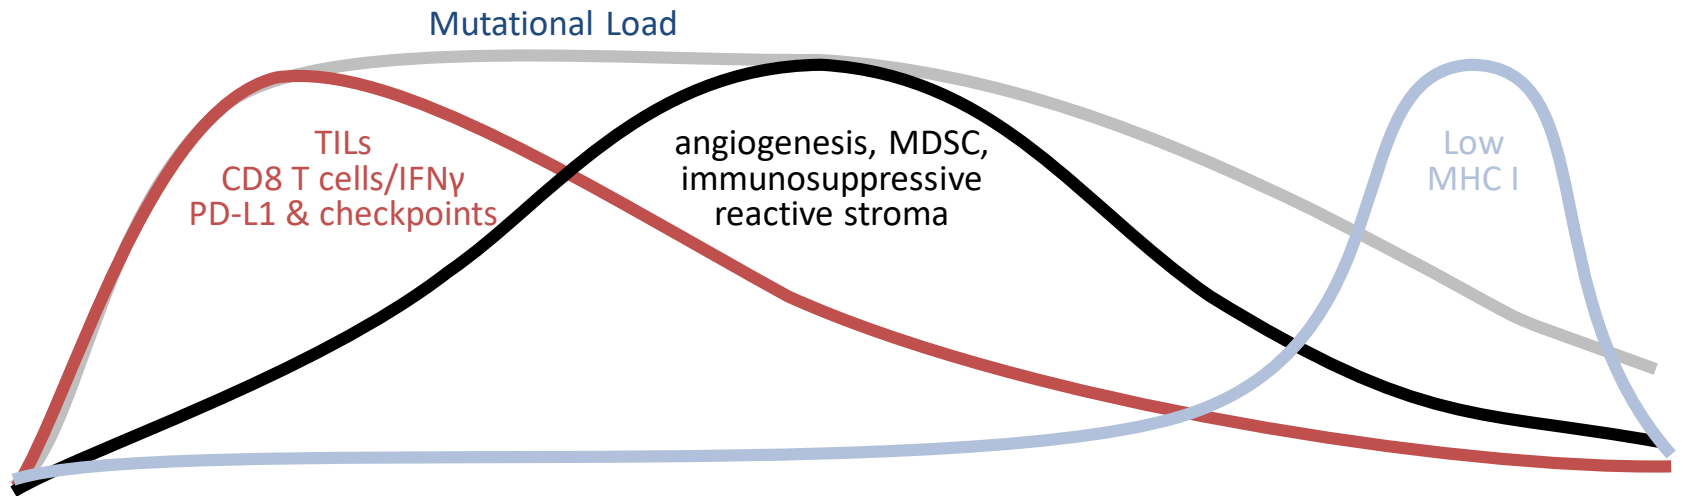 Mutational Load
TILs
CD8 T cells/IFNγ
PD-L1 & checkpoints
angiogenesis, MDSC,
immunosuppressive
reactive stroma
Low
MHC I